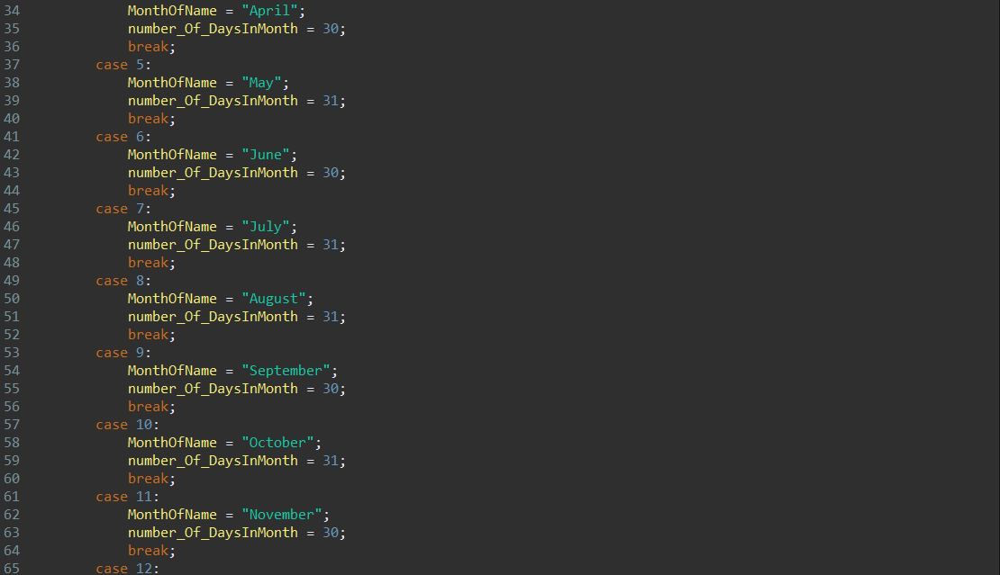 34 MonthOfName = "April";
35 number_Of_DaysInMonth = 30;
36 break;
37 case 5:
38 MonthOfName = "May";
39 number_Of_DaysInMonth = 31;
40 break;
41 case 6:
42 MonthOfName = "June";
43 number_Of_DaysInMonth = 30;
44 break;
45 case 7:
46 MonthOfName = "July";
47 number_Of_DaysInMonth = 31;
48 break;
49 case 8:
50 MonthOfName = "August";
51 number_Of_DaysInMonth = 31;
52 break;
53 case 9:
54 MonthOfName = "September";
55 number_Of_DaysInMonth = 30;
56 break;
57 case 10:
58 MonthOfName = "October";
59 number_Of_DaysInMonth = 31;
60 break;
61 case 11:
62 MonthOfName = "November";
63 number_Of_DaysInMonth = 30;
64 break;
65 case 12: